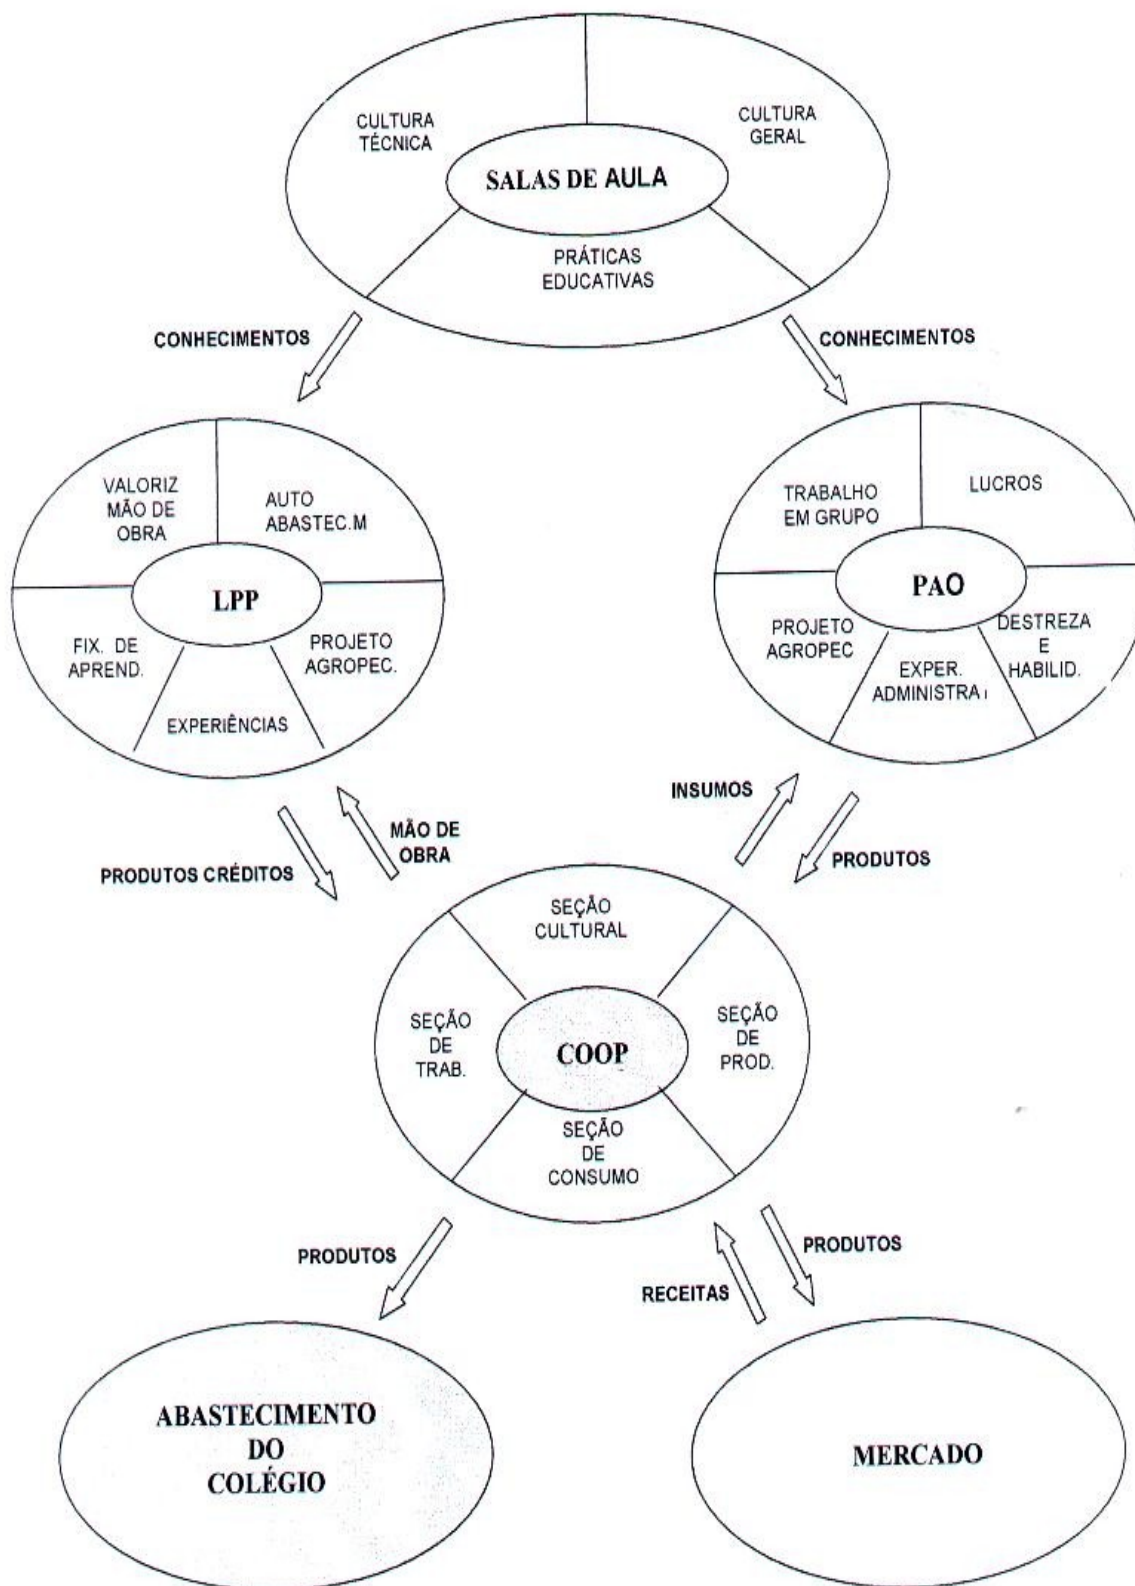 CULTURA
TÉCNICA
CULTURA
GERAL
SALAS DE AULA
PRÁTICAS
EDUCATIVAS
CONHECIMENTOS
CONHECIMENTOS
VALORIZ
MÃO DE
OBRA
AUTO
ABASTEC.M
LPP
FIX. DE
APREND.
PROJETO
AGROPEC.
EXPERIÊNCIAS
TRABALHO
EM GRUPO
LUCROS
PAO
PROJETO
AGROPEC
EXPER.
ADMINISTRA
DESTREZA
E
HABILID.
PRODUTOS CRÉDITOS
MÃO DE
OBRA
INSUMOS
PRODUTOS
SEÇÃO
CULTURAL
SEÇÃO
DE
TRAB.
COOP
SEÇÃO
DE
PROD.
SEÇÃO
DE
CONSUMO
PRODUTOS
RECEITAS
PRODUTOS
ABASTECIMENTO
DO
COLÉGIO
MERCADO